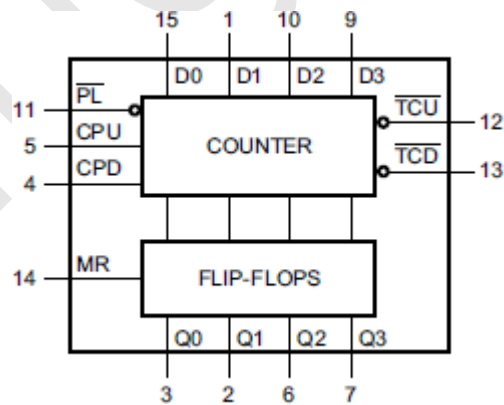 15 1 10 9
D0 D1 D2 D3
11 PL
5 CPU
4 CPD
COUNTER
TCU 12
TCD 13
14 MR
FLIP-FLOPS
Q0 Q1 Q2 Q3
3 2 6 7